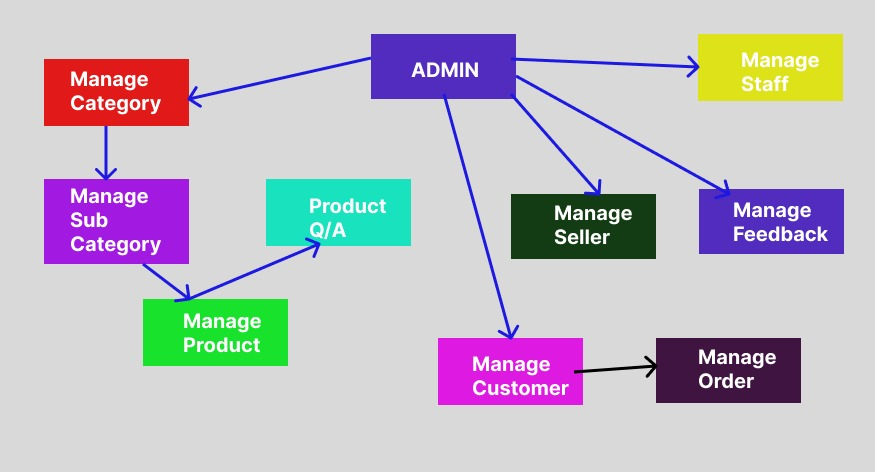 ADMIN
Manage
Category
Manage
Staff
Manage
Sub
Category
Product
Q/A
Manage
Seller
Manage
Feedback
Manage
Product
Manage
Customer
Manage
Order